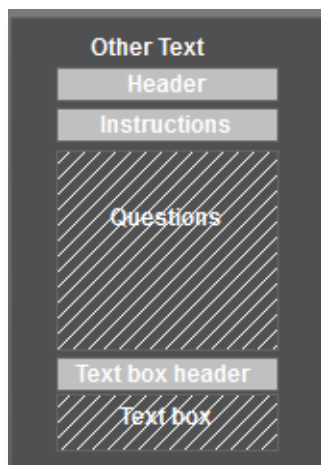 Other Text
Header
Instructions
Questions
Text box header
Text box